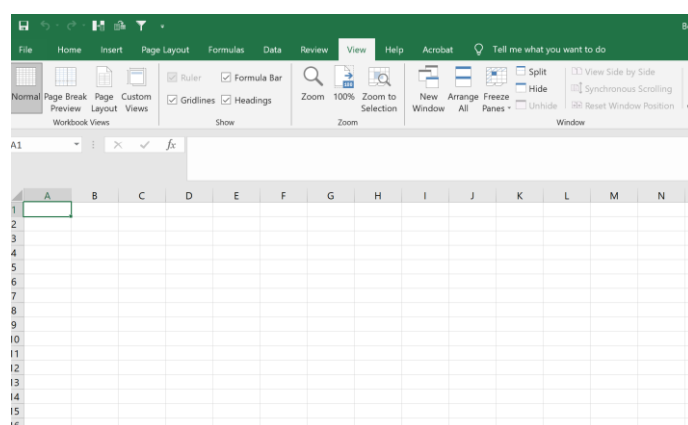 Be
File Home Insert Page Layout Formulas Data Review View Help Acrobat Tell me what you want to do
Normal Page Break Preview Page Layout Custom Views
Workbook Views
Ruler Formula Bar
Gridlines Headings
Show
Zoom 100% Zoom to Selection
Zoom
New Window Arrange All Freeze Panes
Split
Hide
Unhide
View Side by Side
Synchronous Scrolling
Reset Window Position
Window
A1 fx
A B C D E F G H I J K L M N
1
2
3
4
5
6
7
8
9
10
11
12
13
14
15
16